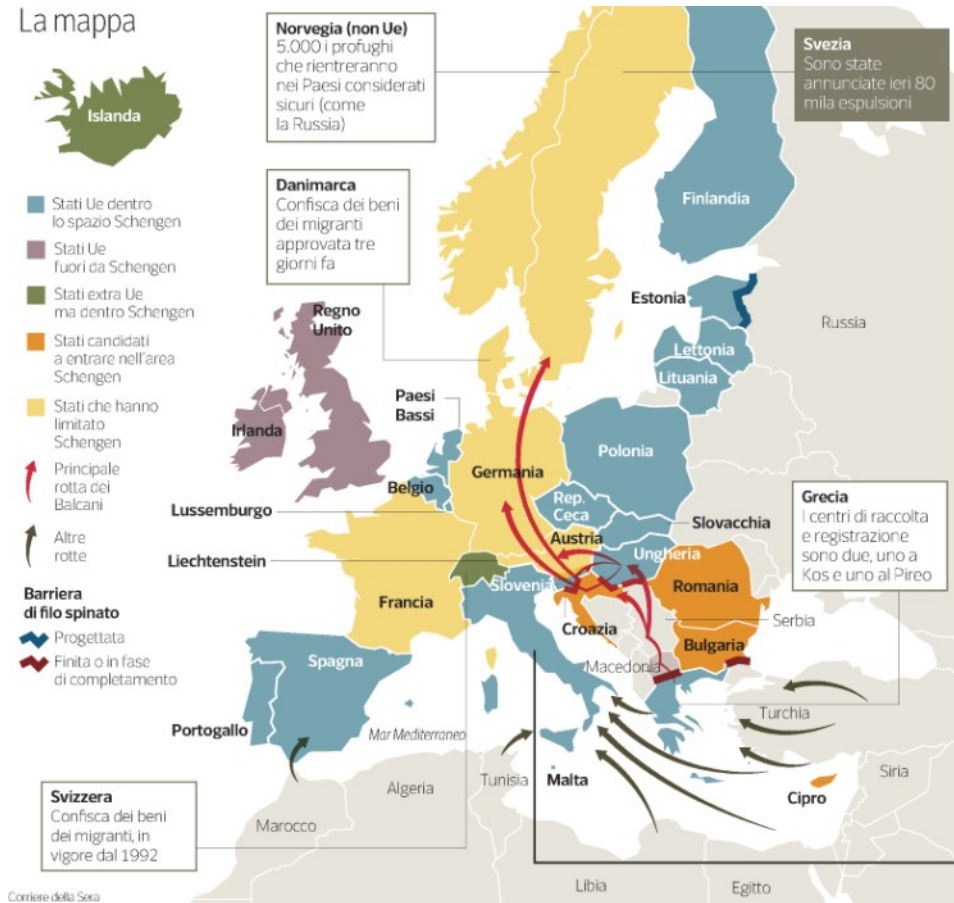 La mappa
Islanda
Stati Ue dentro
lo spazio Schengen
Stati Ue
fuori da Schengen
Stati extra Ue
ma dentro Schengen
Stati candidati
a entrare nell'area
Schengen
Stati che hanno
limitato
Schengen
Principale
rotta dei
Balcani
Altre
rotte
Barriera
di filo spinato
Progettata
Finita o in fase
di completamento
Norvegia (non Ue)
5.000 i profughi
che rientreranno
nei Paesi considerati
sicuri (come
la Russia)
Svezia
Sono state
annunciate ieri 80
mila espulsioni
Danimarca
Confisca dei beni
dei migranti
approvata tre
giorni fa
Finlandia
Estonia
Russia
Lettonia
Lituania
Regno
Unito
Irlanda
Paesi
Bassi
Belgio
Lussemburgo
Liechtenstein
Germania
Polonia
Rep.
Ceca
Slovacchia
Austria
Ungheria
Slovenia
Francia
Croazia
Romania
Serbia
Bulgaria
Macedonia
Grecia
I centri di raccolta
e registrazione
sono due, uno a
Kos e uno al Pireo
Spagna
Portogallo
Mar Mediterraneo
Turchia
Siria
Cipro
Malta
Tunisia
Algeria
Marocco
Libia
Egitto
Svizzera
Confisca dei beni
dei migranti, in
vigore dal 1992
Corriere della Sera